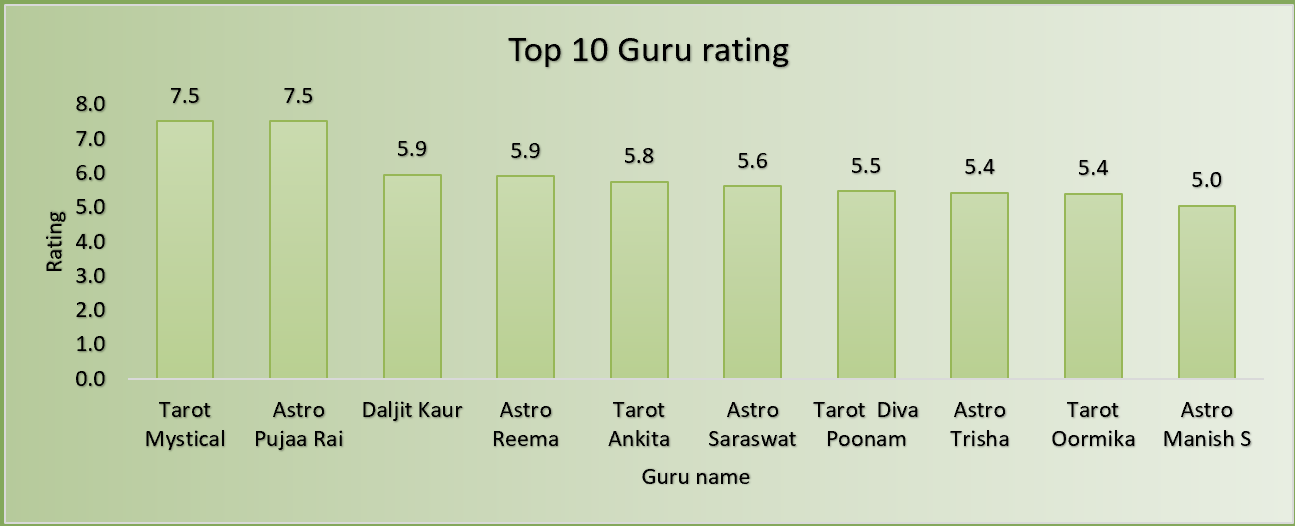 Top 10 Guru rating
7.5 7.5 5.9 5.9 5.8 5.6 5.5 5.4 5.4 5.0
8.0
7.0
6.0
5.0
4.0
3.0
2.0
1.0
0.0
Rating
Tarot Mystical
Astro Pujaa Rai
Daljit Kaur
Astro Reema
Tarot Ankita
Astro Saraswat
Tarot  Diva Poonam
Astro Trisha
Tarot Oormika
Astro Manish S
Guru name